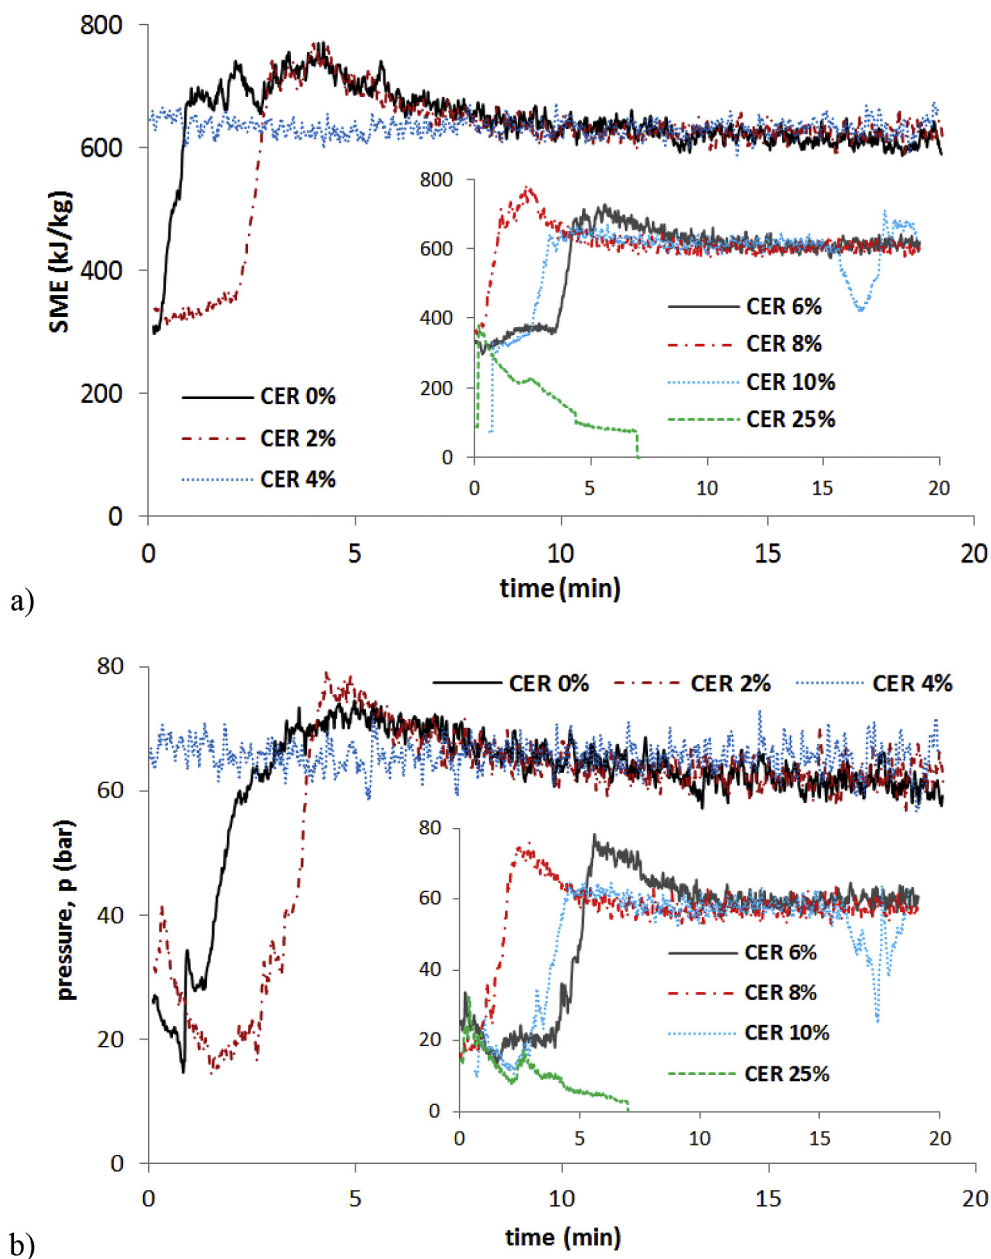 800
600
400
200
0
SME (kJ/kg)
CER 0%
CER 2%
CER 4%
800
600
400
200
0
CER 6%
CER 8%
CER 10%
CER 25%
0 5 10 15 20
0 5 10 15 20
time (min)
a)
80
60
40
20
0
pressure, p (bar)
CER 0% CER 2% CER 4%
80
60
40
20
0
CER 6%
CER 8%
CER 10%
CER 25%
0 5 10 15 20
0 5 10 15 20
time (min)
b)